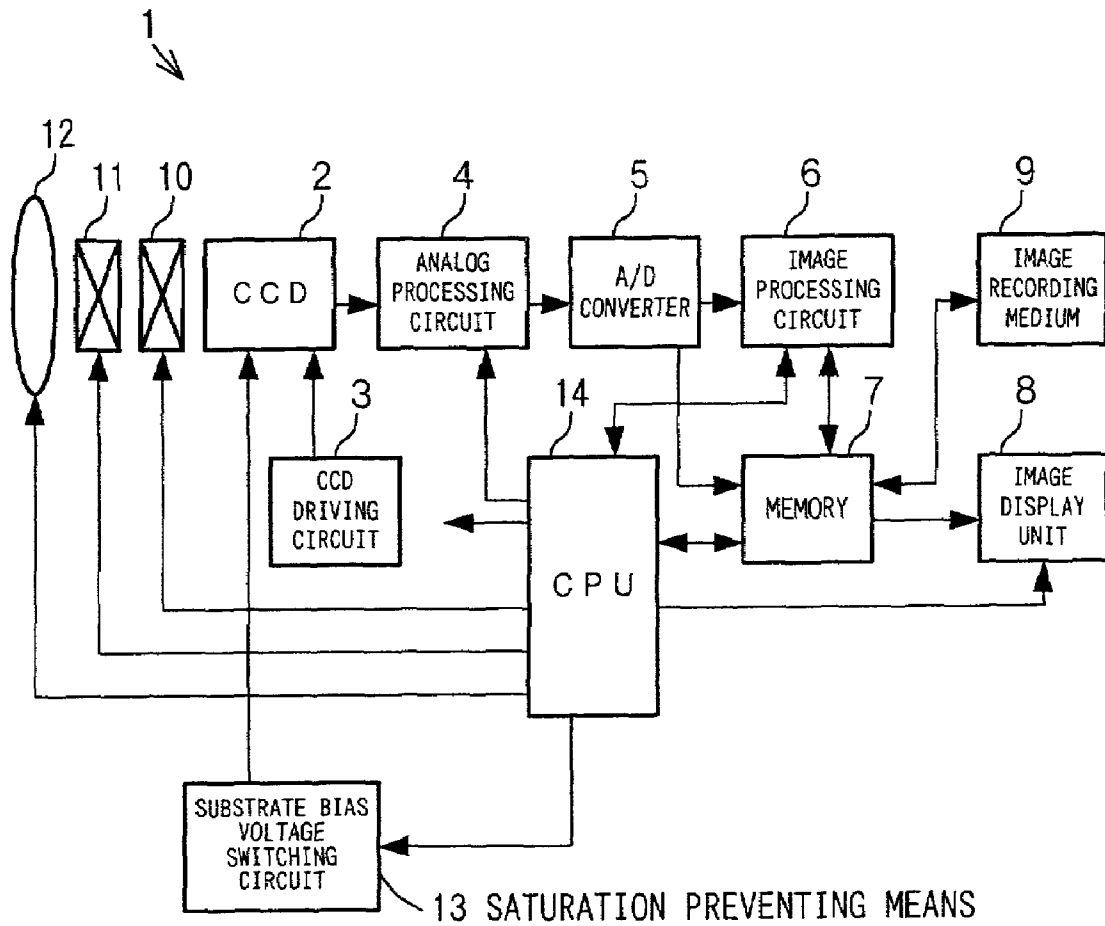 1
12
11
10
2
4
5
6
9
CCD
ANALOG
PROCESSING
CIRCUIT
A/D
CONVERTER
IMAGE
PROCESSING
CIRCUIT
IMAGE
RECORDING
MEDIUM
3
14
7
8
CCD
DRIVING
CIRCUIT
CPU
MEMORY
IMAGE
DISPLAY
UNIT
SUBSTRATE BIAS
VOLTAGE
SWITCHING
CIRCUIT
13 SATURATION PREVENTING MEANS